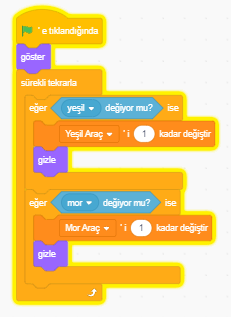 ' e tıklandığında
göster
sürekli tekrarla
eğer yeşil değiyor mu? ise
Yeşil Araç ' i 1 kadar değiştir
gizle
eğer mor değiyor mu? ise
Mor Araç ' i 1 kadar değiştir
gizle